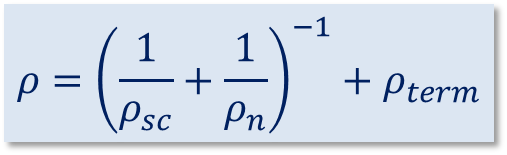 ρ = (1/ρ_sc + 1/ρ_n)^−1 + ρ_term